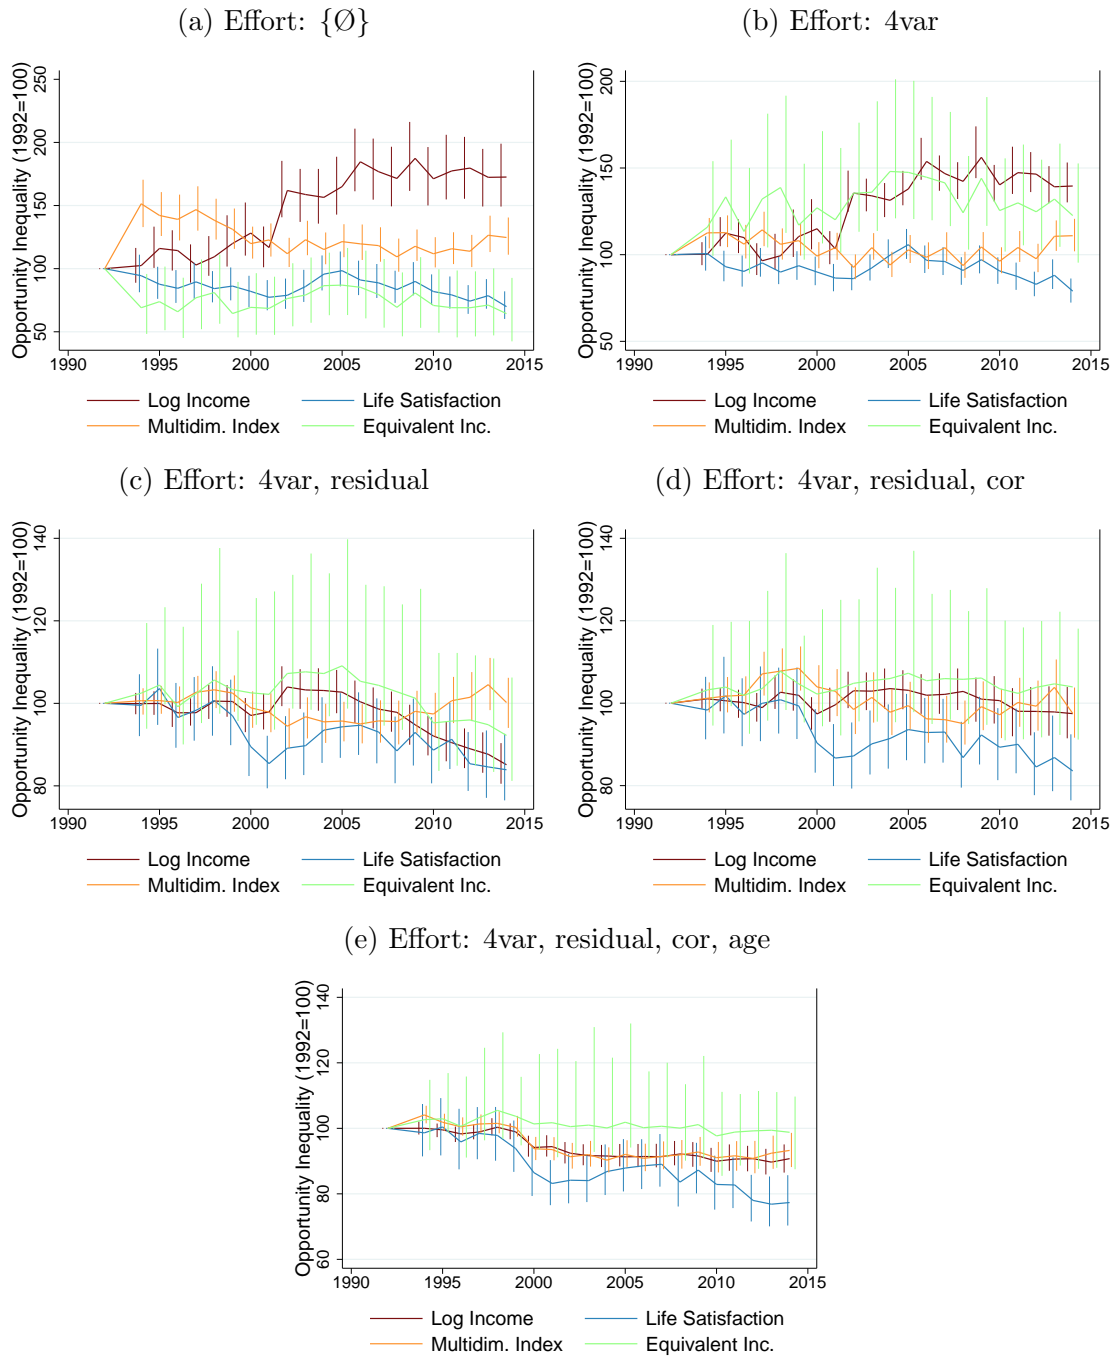 (a) Effort: {Ø}
Opportunity Inequality (1992=100)
250
200
150
100
50
1990 1995 2000 2005 2010 2015
Log Income Life Satisfaction
Multidim. Index Equivalent Inc.
(b) Effort: 4var
Opportunity Inequality (1992=100)
200
150
100
50
1990 1995 2000 2005 2010 2015
Log Income Life Satisfaction
Multidim. Index Equivalent Inc.
(c) Effort: 4var, residual
Opportunity Inequality (1992=100)
140
120
100
80
1990 1995 2000 2005 2010 2015
Log Income Life Satisfaction
Multidim. Index Equivalent Inc.
(d) Effort: 4var, residual, cor
Opportunity Inequality (1992=100)
140
120
100
80
1990 1995 2000 2005 2010 2015
Log Income Life Satisfaction
Multidim. Index Equivalent Inc.
(e) Effort: 4var, residual, cor, age
Opportunity Inequality (1992=100)
140
120
100
80
60
1990 1995 2000 2005 2010 2015
Log Income Life Satisfaction
Multidim. Index Equivalent Inc.